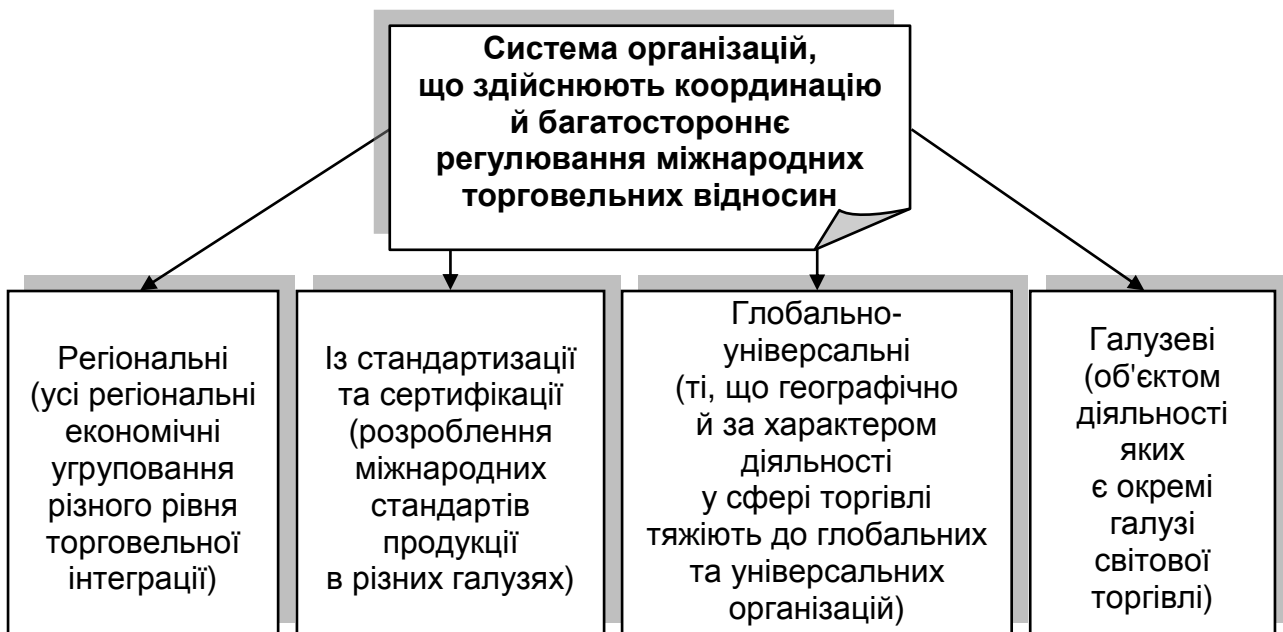 Система організацій,
що здійснюють координацію
й багатостороннє
регулювання міжнародних
торговельних відносин
Регіональні
(усі регіональні
економічні
угруповання
різного рівня
торговельної
інтеграції)
Із стандартизації
та сертифікації
(розроблення
міжнародних
стандартів
продукції
в різних галузях)
Глобально-
універсальні
(ті, що географічно
й за характером
діяльності
у сфері торгівлі
тяжіють до глобальних
та універсальних
організацій)
Галузеві
(об'єктом
діяльності
яких
є окремі
галузі
світової
торгівлі)